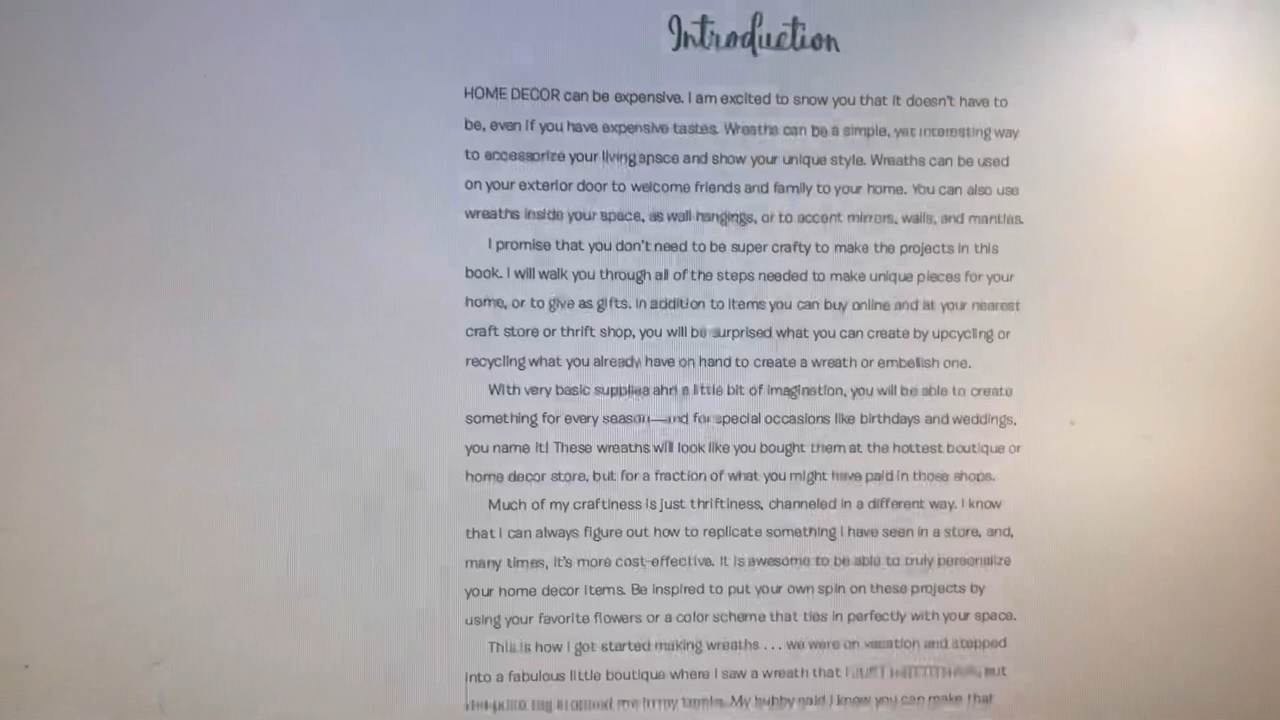 Introduction
HOME DECOR can be expensive. I am excited to show you that it doesn't have to
be, even if you have expensive tastes. Wreaths can be a simple, yet interesting way
to accessorize your living space and show your unique style. Wreaths can be used
on your exterior door to welcome friends and family to your home. You can also use
wreaths inside your space, as wall hangings, or to accent mirrors, walls, and mantles.
I promise that you don't need to be super crafty to make the projects in this
book. I will walk you through all of the steps needed to make unique pieces for your
home, or to give as gifts. In addition to items you can buy online and at your nearest
craft store or thrift shop, you will be surprised what you can create by upcycling or
recycling what you already have on hand to create a wreath or embellish one.
With very basic supplies and a little bit of imagination, you will be able to create
something for every season—and for special occasions like birthdays and weddings,
you name it! These wreaths will look like you bought them at the hottest boutique or
home decor store, but for a fraction of what you might have paid in those shops.
Much of my craftiness is just thriftiness, channeled in a different way. I know
that I can always figure out how to replicate something I have seen in a store, and,
many times, it's more cost-effective. It is awesome to be able to truly personalize
your home decor items. Be inspired to put your own spin on these projects by
using your favorite flowers or a color scheme that ties in perfectly with your space.
This is how I got started making wreaths . . . we were on vacation and stepped
into a fabulous little boutique where I saw a wreath that I but
My hubby said I know you can make that